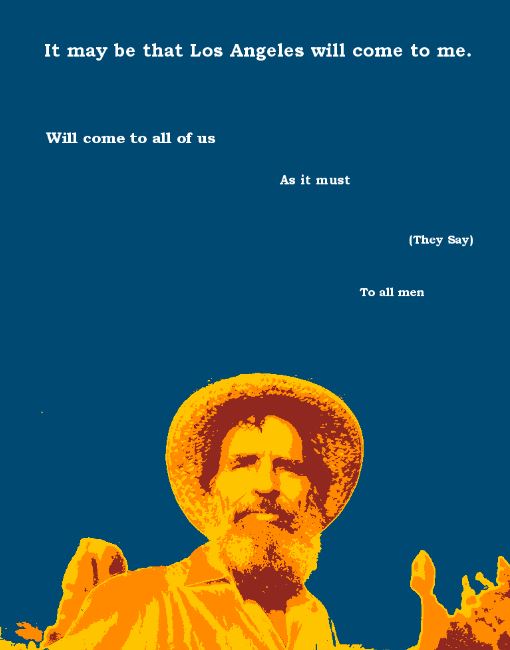 It may be that Los Angeles will come to me.
Will come to all of us
As it must
(They Say)
To all men